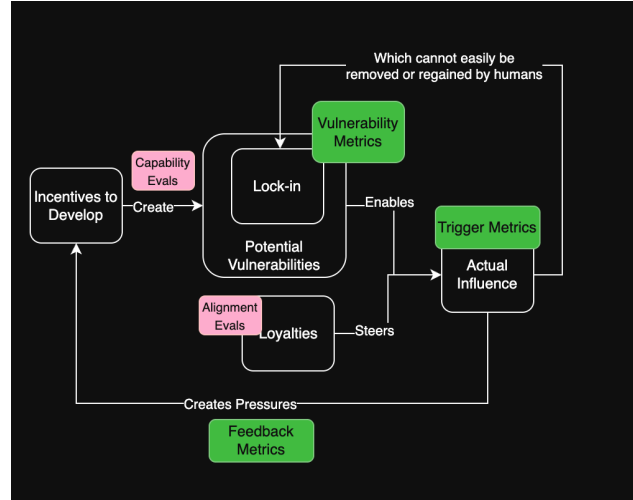 Which cannot easily be
removed or regained by humans
Vulnerability
Metrics
Capability
Evals
Incentives to
Develop
Create
Lock-in
Enables
Potential
Vulnerabilities
Trigger Metrics
Actual
Influence
Alignment
Evals
Loyalties
Steers
Creates Pressures
Feedback
Metrics